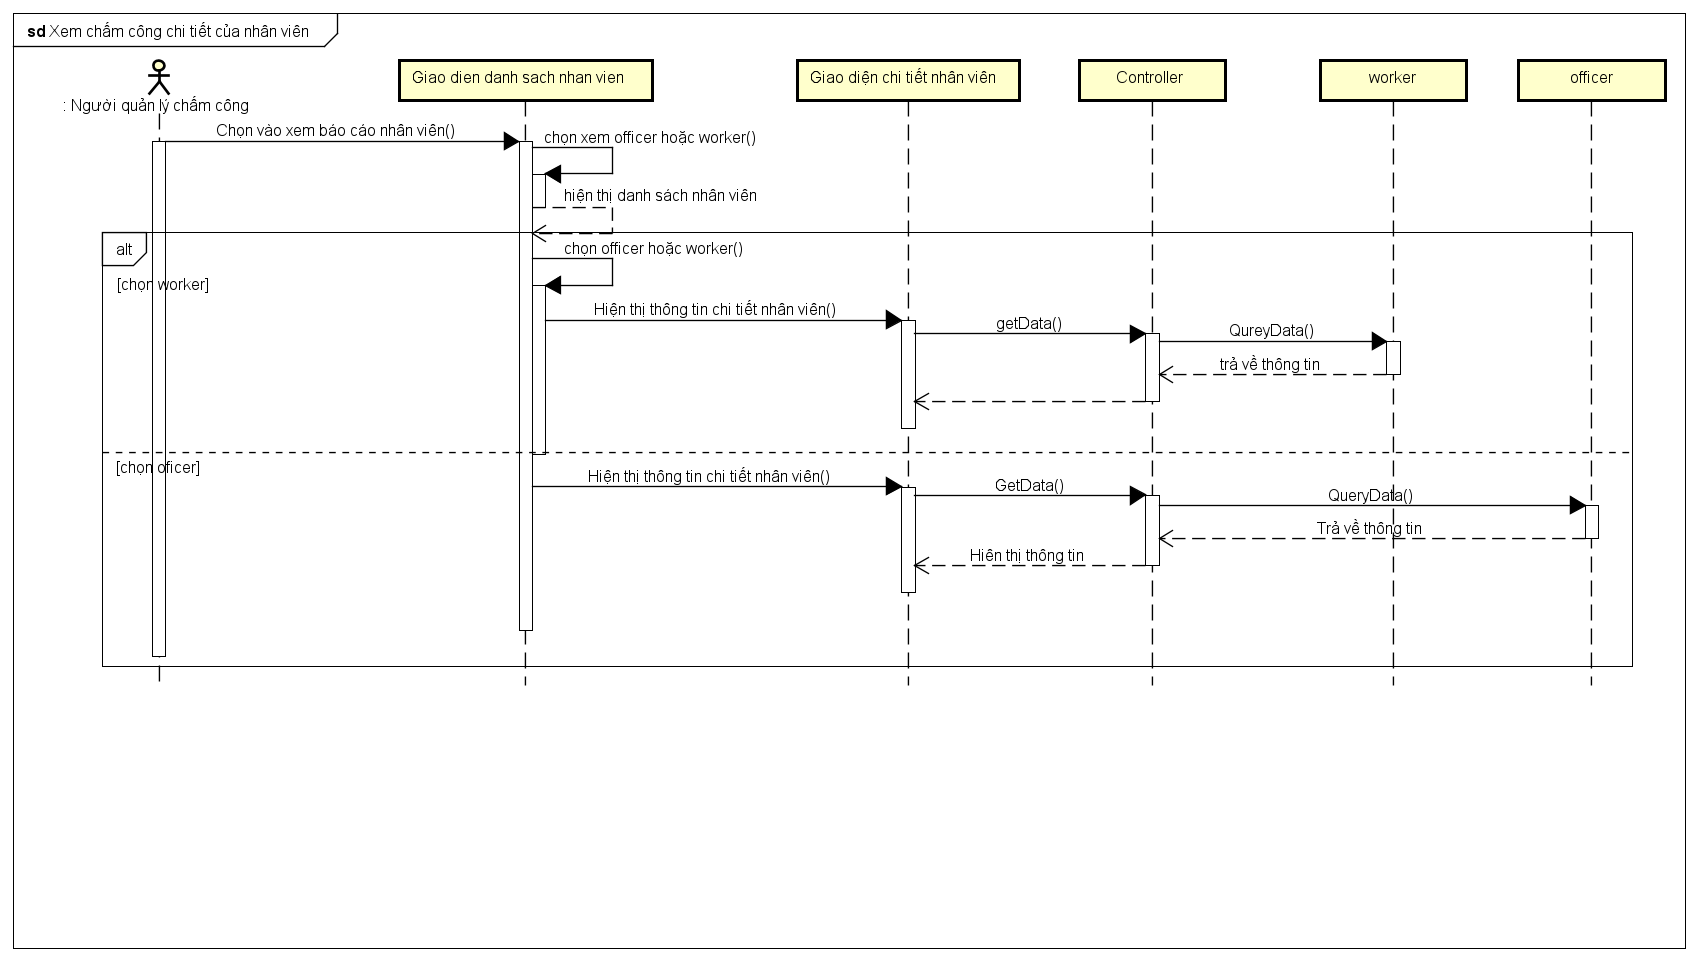 sd Xem chấm công chi tiết của nhân viên
: Người quản lý chấm công
Giao dien danh sach nhan vien
Giao diện chi tiết nhân viên
Controller
worker
officer
Chọn vào xem báo cáo nhân viên()
chọn xem officer hoặc worker()
hiện thị danh sách nhân viên
alt
chọn officer hoặc worker()
[chọn worker]
Hiện thị thông tin chi tiết nhân viên()
getData()
QureyData()
trả về thông tin
[chọn oficer]
Hiện thị thông tin chi tiết nhân viên()
GetData()
QueryData()
Trả về thông tin
Hiên thị thông tin